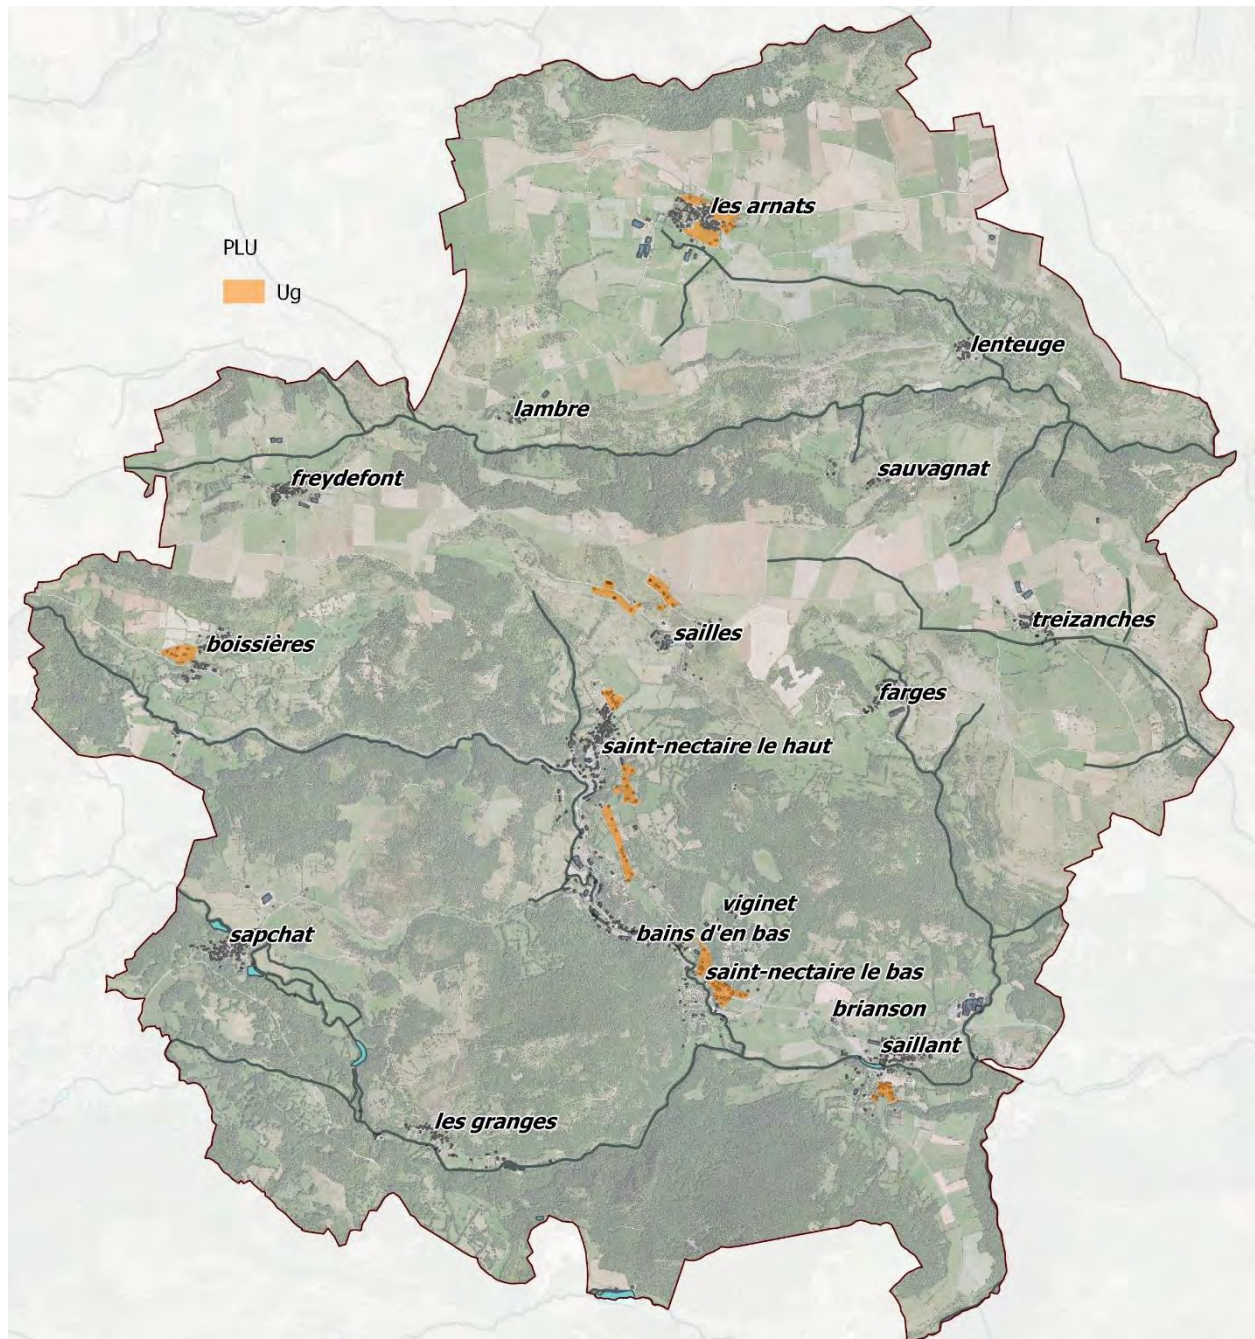 les arnats
PLU
Ug
lenteuge
lambre
freydefont
sauvagnat
treizanches
sailles
boissières
farges
saint-nectaire le haut
viginet
sapchat
bains d'en bas
saint-nectaire le bas
brianson
saillant
les granges